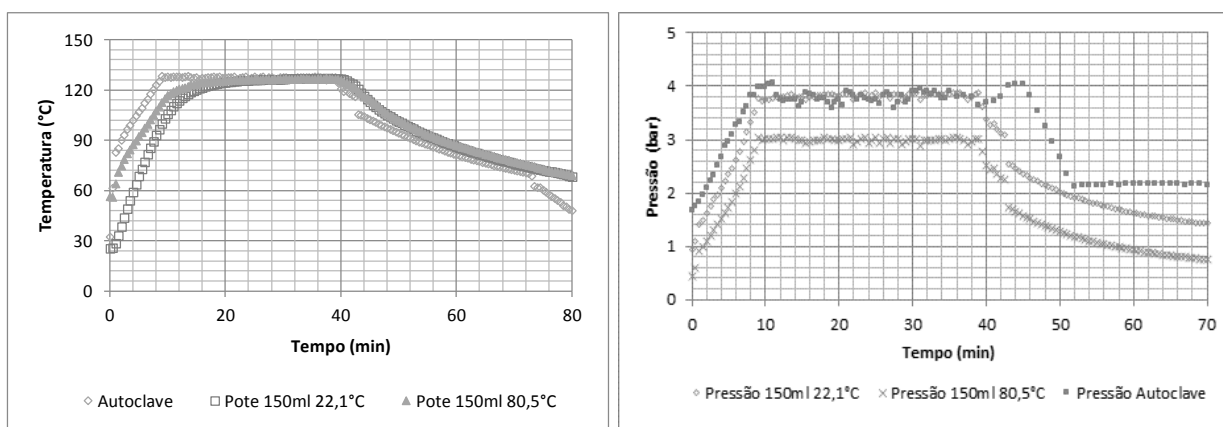 150
120
90
60
30
0
Temperatura (°C)
0 20 40 60 80
Tempo (min)
Autoclave Pote 150ml 22,1°C Pote 150ml 80,5°C
5
4
3
2
1
0
Pressão (bar)
0 10 20 30 40 50 60 70
Tempo (min)
Pressão 150ml 22,1°C Pressão 150ml 80,5°C Pressão Autoclave